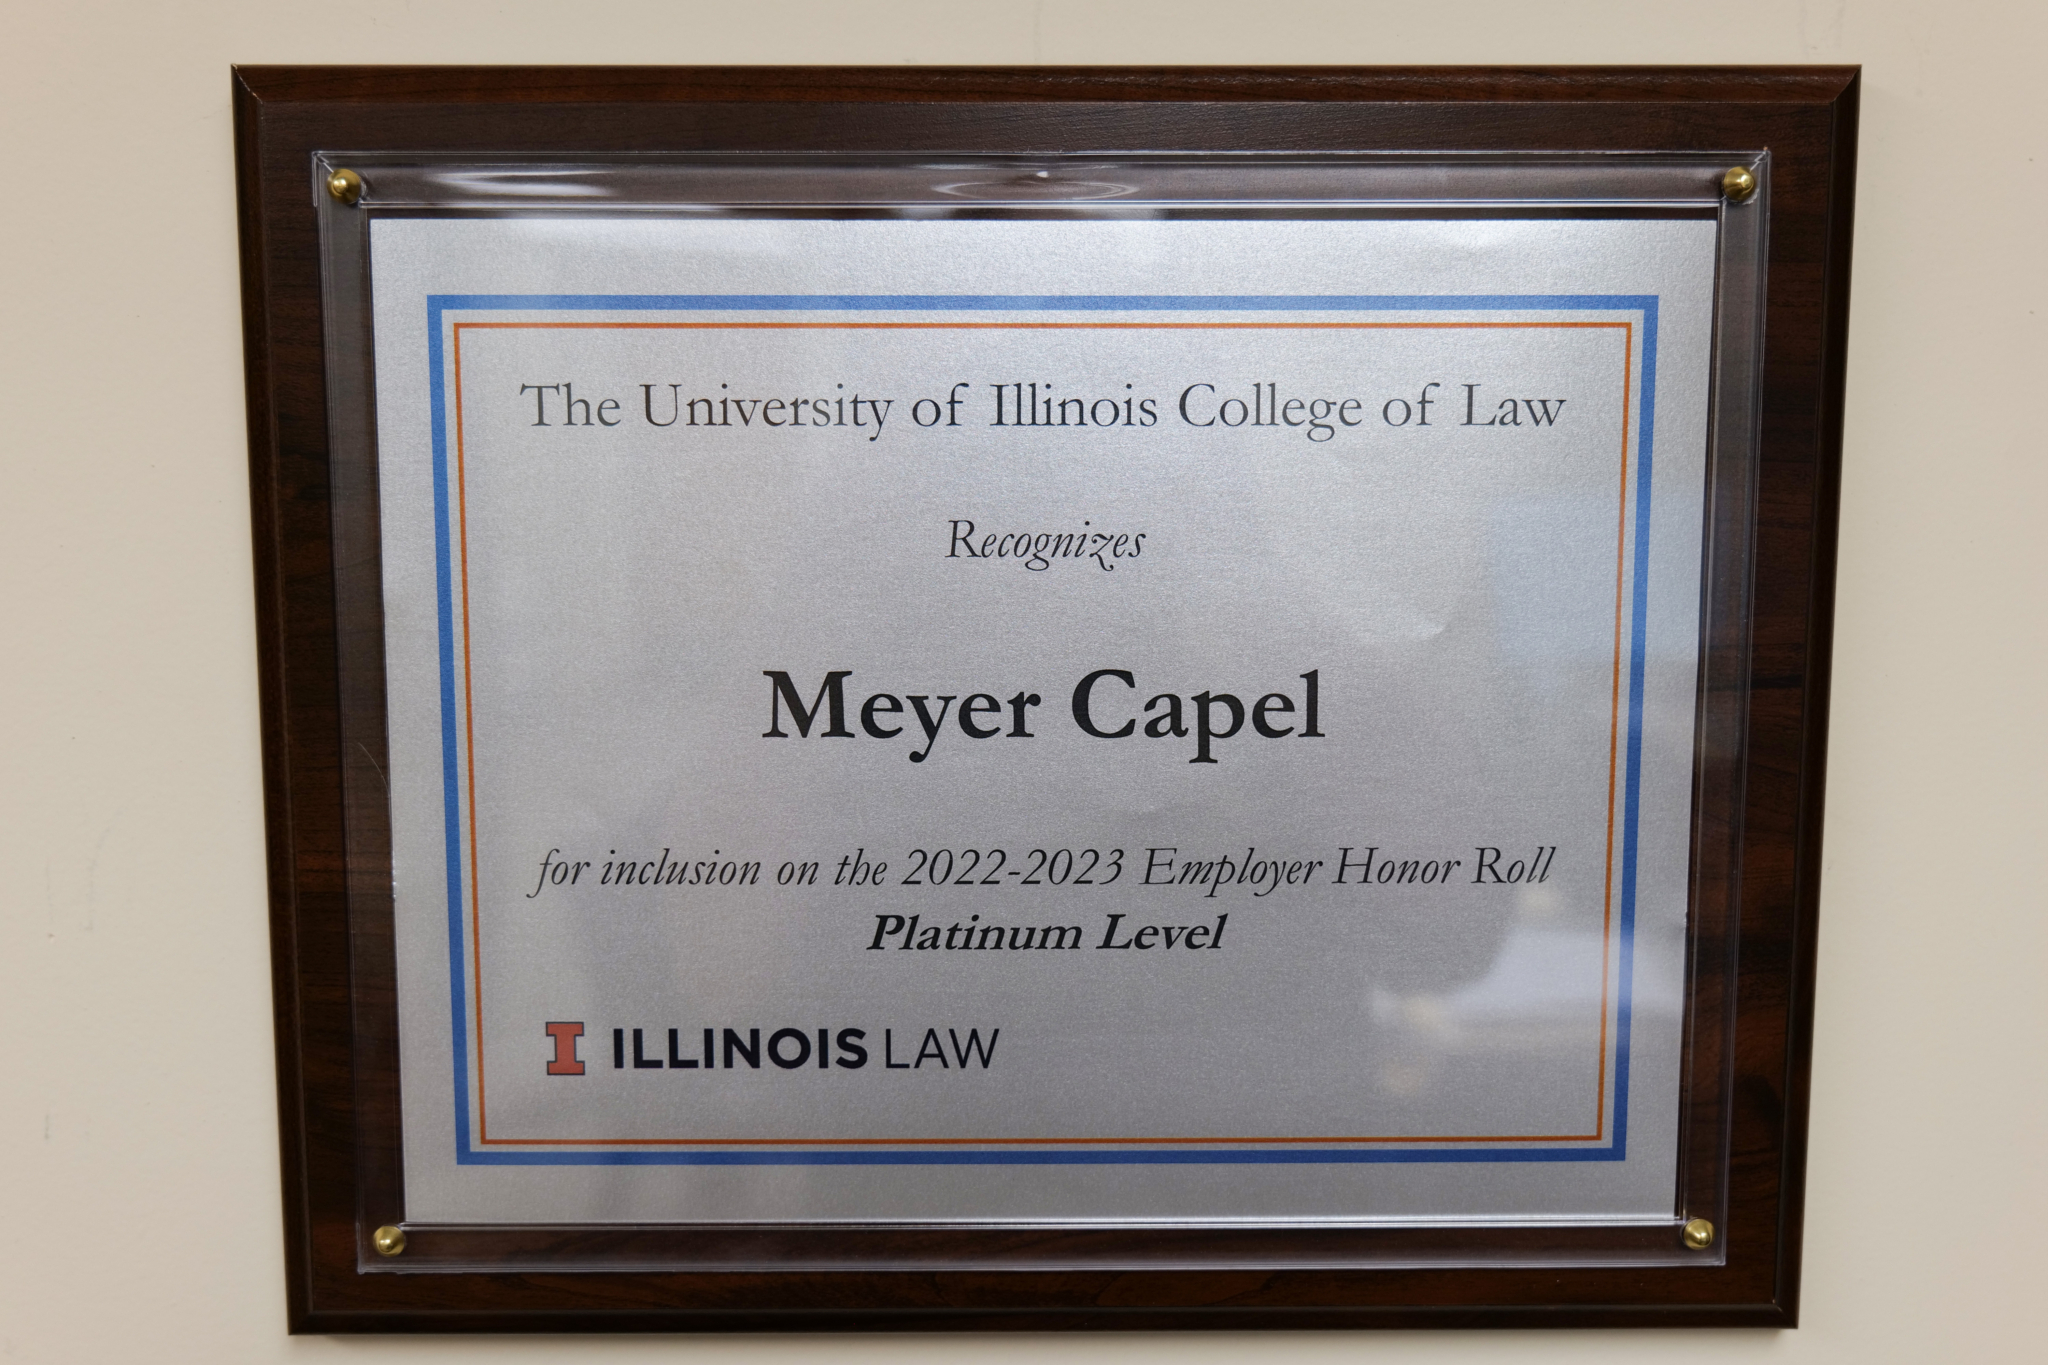 The University of Illinois College of Law
Recognizes
Meyer Capel
for inclusion on the 2022-2023 Employer Honor Roll
Platinum Level
I ILLINOIS LAW